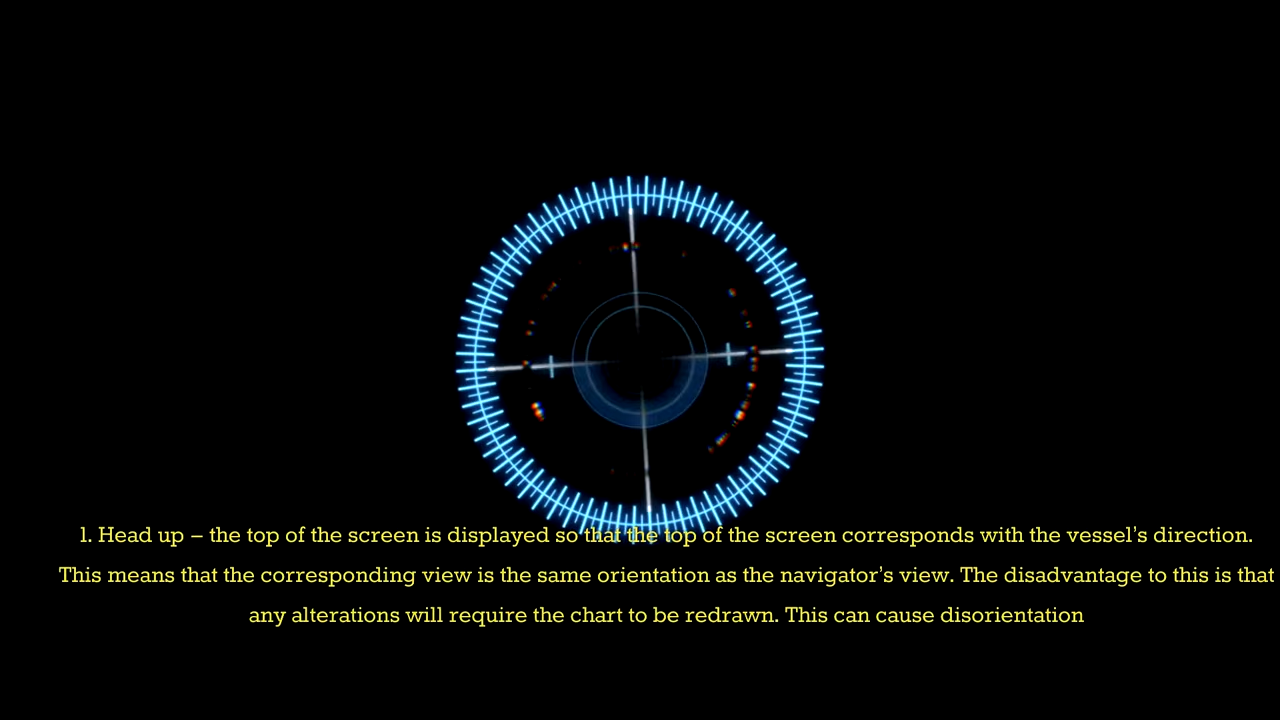 1. Head up – the top of the screen is displayed so that the top of the screen corresponds with the vessel's direction.
This means that the corresponding view is the same orientation as the navigator's view. The disadvantage to this is that
any alterations will require the chart to be redrawn. This can cause disorientation